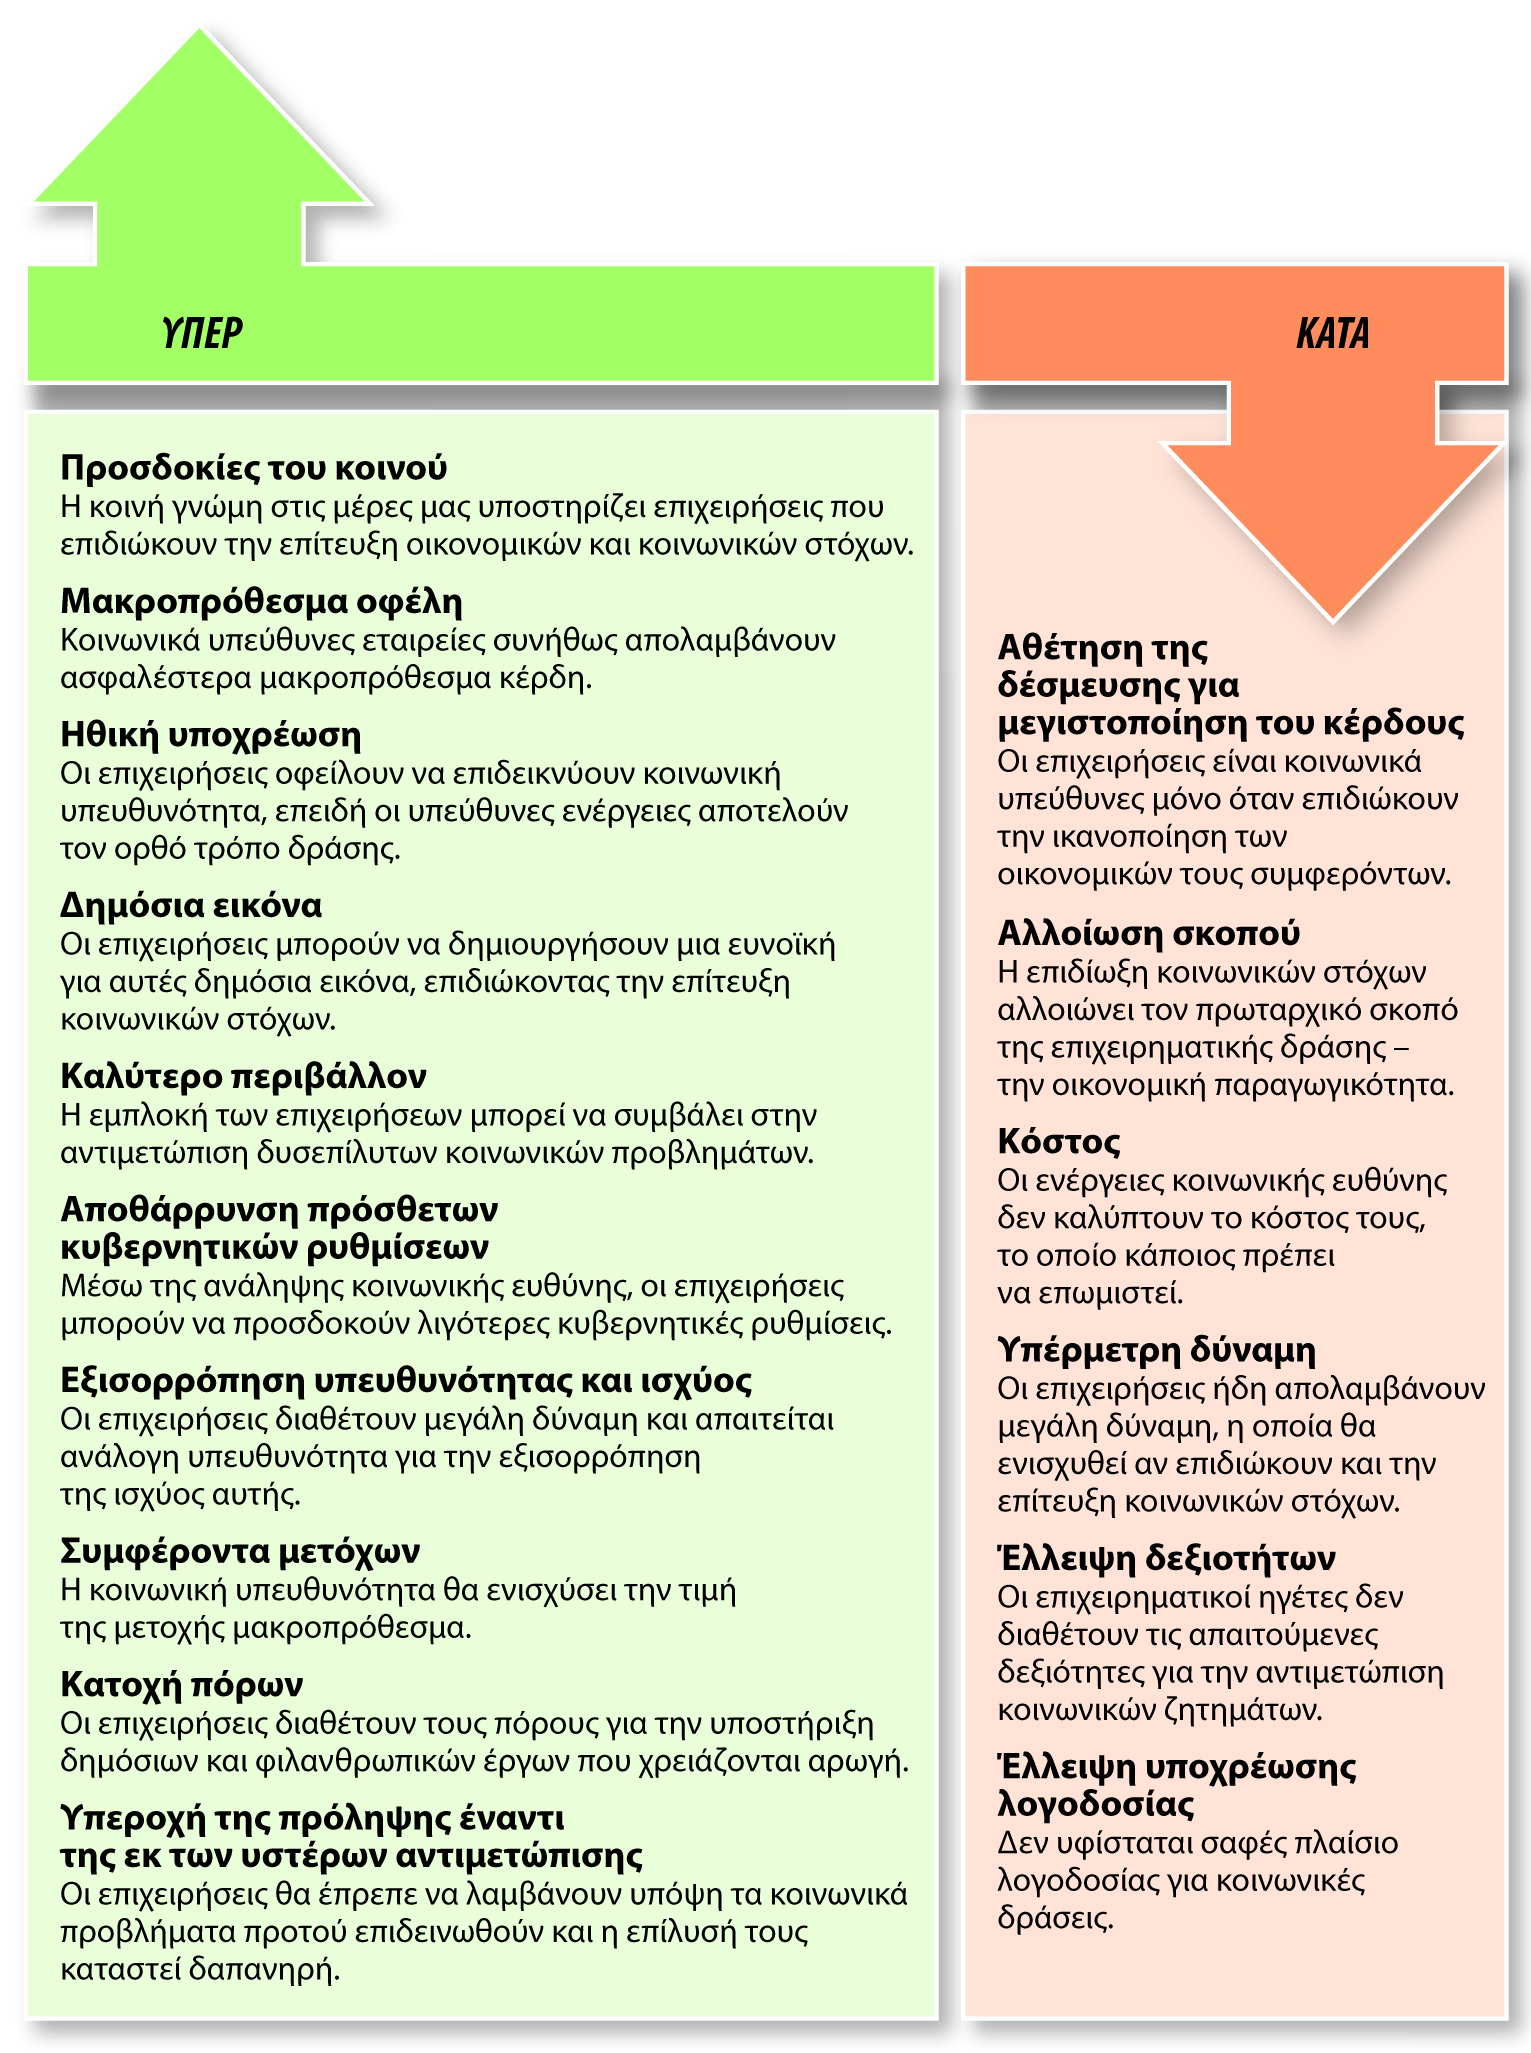 ΥΠΕΡ
Προσδοκίες του κοινού
Η κοινή γνώμη στις μέρες μας υποστηρίζει επιχειρήσεις που
επιδιώκουν την επίτευξη οικονομικών και κοινωνικών στόχων.
Μακροπρόθεσμα οφέλη
Κοινωνικά υπεύθυνες εταιρείες συνήθως απολαμβάνουν
ασφαλέστερα μακροπρόθεσμα κέρδη.
Ηθική υποχρέωση
Οι επιχειρήσεις οφείλουν να επιδεικνύουν κοινωνική
υπευθυνότητα, επειδή οι υπεύθυνες ενέργειες αποτελούν
τον ορθό τρόπο δράσης.
Δημόσια εικόνα
Οι επιχειρήσεις μπορούν να δημιουργήσουν μια ευνοϊκή
για αυτές δημόσια εικόνα, επιδιώκοντας την επίτευξη
κοινωνικών στόχων.
Καλύτερο περιβάλλον
Η εμπλοκή των επιχειρήσεων μπορεί να συμβάλει στην
αντιμετώπιση δυσεπίλυτων κοινωνικών προβλημάτων.
Αποθάρρυνση πρόσθετων
κυβερνητικών ρυθμίσεων
Μέσω της ανάληψης κοινωνικής ευθύνης, οι επιχειρήσεις
μπορούν να προσδοκούν λιγότερες κυβερνητικές ρυθμίσεις.
Εξισορρόπηση υπευθυνότητας και ισχύος
Οι επιχειρήσεις διαθέτουν μεγάλη δύναμη και απαιτείται
ανάλογη υπευθυνότητα για την εξισορρόπηση
της ισχύος αυτής.
Συμφέροντα μετόχων
Η κοινωνική υπευθυνότητα θα ενισχύσει την τιμή
της μετοχής μακροπρόθεσμα.
Κατοχή πόρων
Οι επιχειρήσεις διαθέτουν τους πόρους για την υποστήριξη
δημόσιων και φιλανθρωπικών έργων που χρειάζονται αρωγή.
Υπεροχή της πρόληψης έναντι
της εκ των υστέρων αντιμετώπισης
Οι επιχειρήσεις θα έπρεπε να λαμβάνουν υπόψη τα κοινωνικά
προβλήματα προτού επιδεινωθούν και η επίλυσή τους
καταστεί δαπανηρή.
ΚΑΤΑ
Αθέτηση της
δέσμευσης για
μεγιστοποίηση του κέρδους
Οι επιχειρήσεις είναι κοινωνικά
υπεύθυνες μόνο όταν επιδιώκουν
την ικανοποίηση των
οικονομικών τους συμφερόντων.
Αλλοίωση σκοπού
Η επιδίωξη κοινωνικών στόχων
αλλοιώνει τον πρωταρχικό σκοπό
της επιχειρηματικής δράσης –
την οικονομική παραγωγικότητα.
Κόστος
Οι ενέργειες κοινωνικής ευθύνης
δεν καλύπτουν το κόστος τους,
το οποίο κάποιος πρέπει
να επωμιστεί.
Υπέρμετρη δύναμη
Οι επιχειρήσεις ήδη απολαμβάνουν
μεγάλη δύναμη, η οποία θα
ενισχυθεί αν επιδιώκουν και την
επίτευξη κοινωνικών στόχων.
Έλλειψη δεξιοτήτων
Οι επιχειρηματικοί ηγέτες δεν
διαθέτουν τις απαιτούμενες
δεξιότητες για την αντιμετώπιση
κοινωνικών ζητημάτων.
Έλλειψη υποχρέωσης
λογοδοσίας
Δεν υφίσταται σαφές πλαίσιο
λογοδοσίας για κοινωνικές
δράσεις.